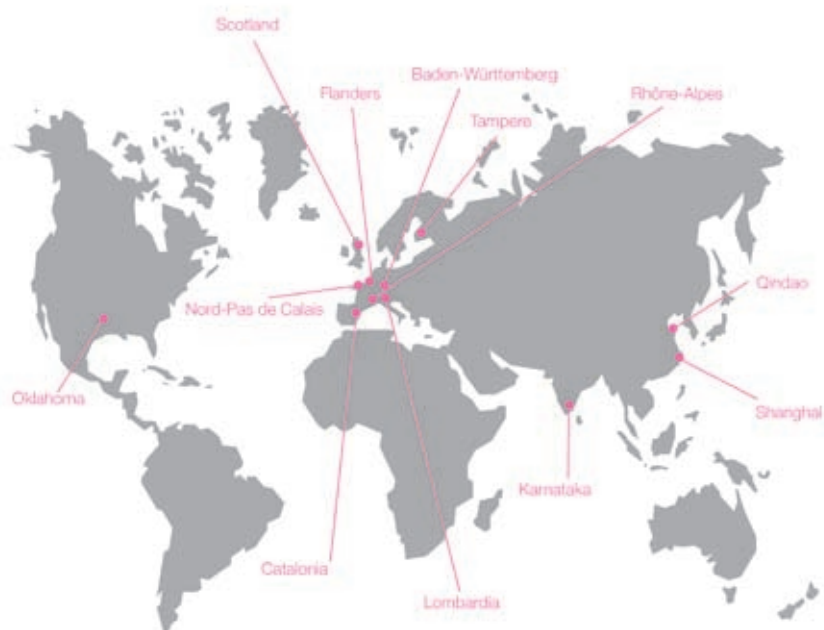 Scotland
Baden-Württemberg
Flanders
Rhône-Alpes
Tampere
Nord-Pas de Calais
Qindao
Oklahoma
Shanghai
Karnataka
Catalonia
Lombardia